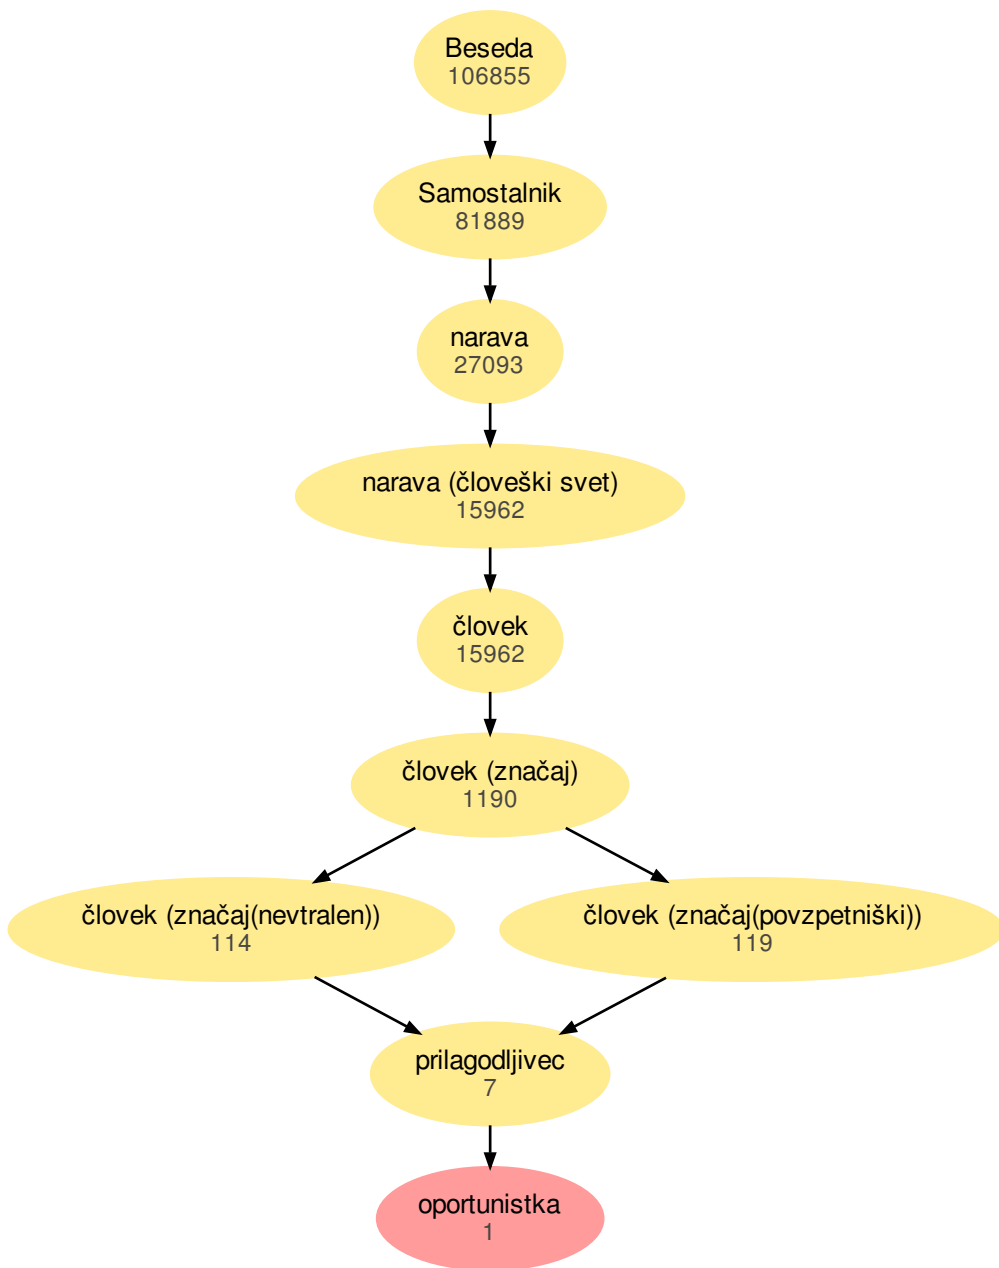 Beseda
106855
Samostalnik
81889
narava
27093
narava (človeški svet)
15962
človek
15962
človek (značaj)
1190
človek (značaj(nevtralen))
114
človek (značaj(povzpetniški))
119
prilagodljivec
7
oportunistka
1